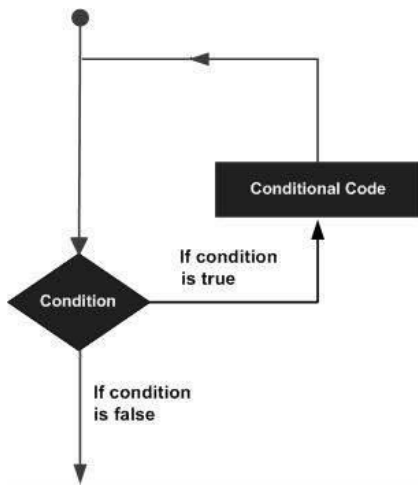 Conditional Code
If condition
is true
Condition
If condition
is false